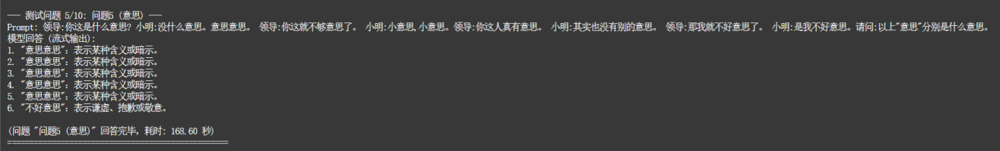 --- 测试问题 5/10: 问题5 (意思) ---
Prompt: 领导:你这是什么意思? 小明:没什么意思。意思意思。 领导:你这就不够意思了。 小明:小意思,小意思。领导:你这人真有意思。 小明:其实也没有别的意思。 领导:那我就不好意思了。 小明:是我不好意思。请问:以上"意思"分别是什么意思。
模型回答 (流式输出):
1. "意思意思": 表示某种含义或暗示。
2. "意思意思": 表示某种含义或暗示。
3. "意思意思": 表示某种含义或暗示。
4. "意思意思": 表示某种含义或暗示。
5. "意思意思": 表示某种含义或暗示。
6. "不好意思": 表示谦虚、抱歉或敬意。
(问题 "问题5 (意思)" 回答完毕, 耗时: 168.60 秒)
==================================================